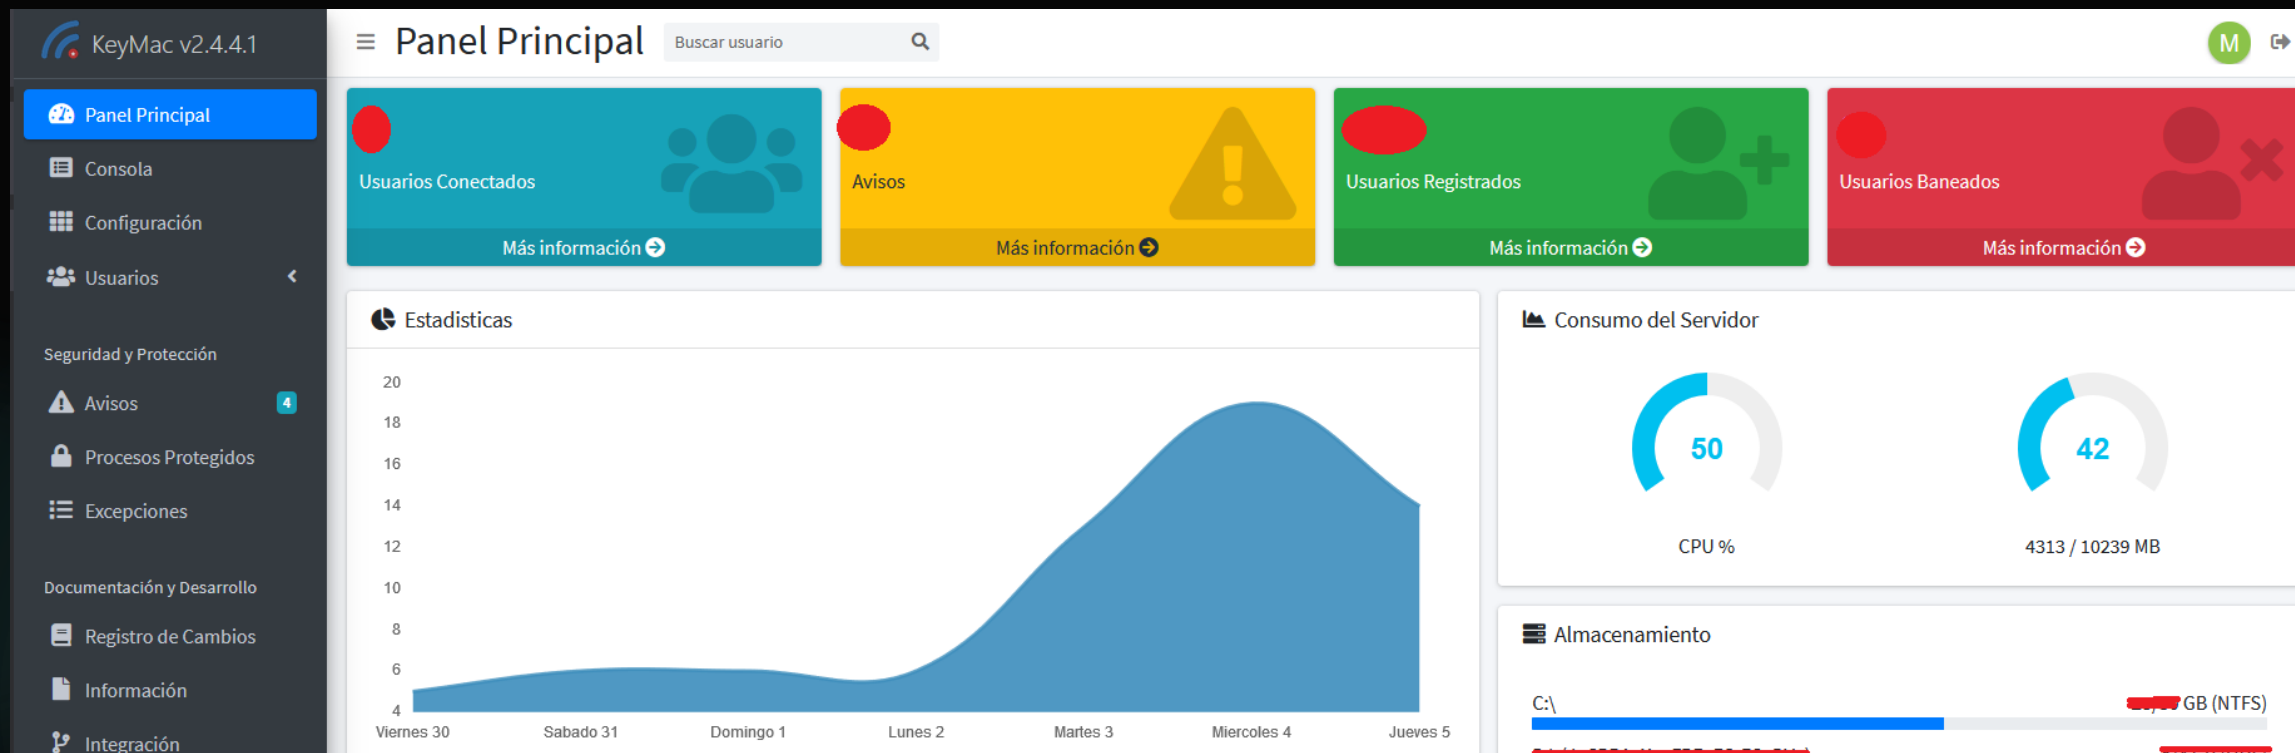 KeyMac v2.4.4.1
Panel Principal
Buscar usuario
M
Panel Principal
Consola
Configuración
Usuarios
Seguridad y Protección
Avisos
4
Procesos Protegidos
Excepciones
Documentación y Desarrollo
Registro de Cambios
Información
Integración
Usuarios Conectados
Más información
Avisos
Más información
Usuarios Registrados
Más información
Usuarios Baneados
Más información
Estadisticas
20
18
16
14
12
10
8
6
4
Viernes 30
Sabado 31
Domingo 1
Lunes 2
Martes 3
Miercoles 4
Jueves 5
Consumo del Servidor
50
CPU %
42
4313 / 10239 MB
Almacenamiento
C:\
GB (NTFS)